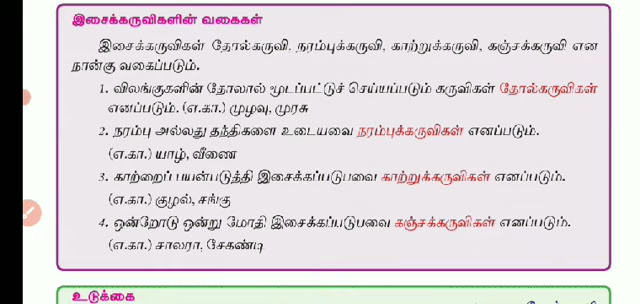 இசைக்கருவிகளின் வகைகள்
இசைக்கருவிகள் தோல்கருவி, நரம்புக்கருவி, காற்றுக்கருவி, கஞ்சக்கருவி என
நான்கு வகைப்படும்.
1. விலங்குகளின் தோலால் மூடப்பட்டுச் செய்யப்படும் கருவிகள் தோல்கருவிகள்
எனப்படும். (எ.கா.) முழவு, முரசு
2. நரம்பு அல்லது தந்திகளை உடையவை நரம்புக்கருவிகள் எனப்படும்.
(எ.கா.) யாழ், வீணை
3. காற்றைப் பயன்படுத்தி இசைக்கப்படுபவை காற்றுக்கருவிகள் எனப்படும்.
(எ.கா) குழல், சங்கு
4. ஒன்றோடு ஒன்று மோதி இசைக்கப்படுபவை கஞ்சக்கருவிகள் எனப்படும்.
(எ.கா) சாலரா, சேகண்டி
உடுக்கை